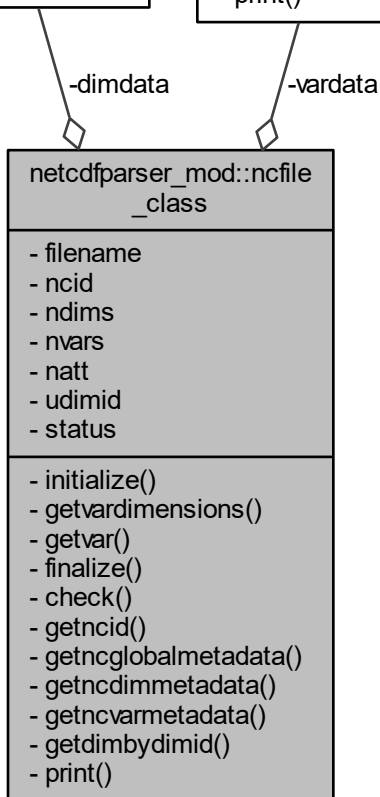 print()
-dimdata
-vardata
netcdfparser_mod::ncfile
_class
- filename
- ncid
- ndims
- nvars
- natt
- udimid
- status
- initialize()
- getvardimensions()
- getvar()
- finalize()
- check()
- getncid()
- getncglobalmetadata()
- getncdimmetadata()
- getncvarmetadata()
- getdimbydimid()
- print()